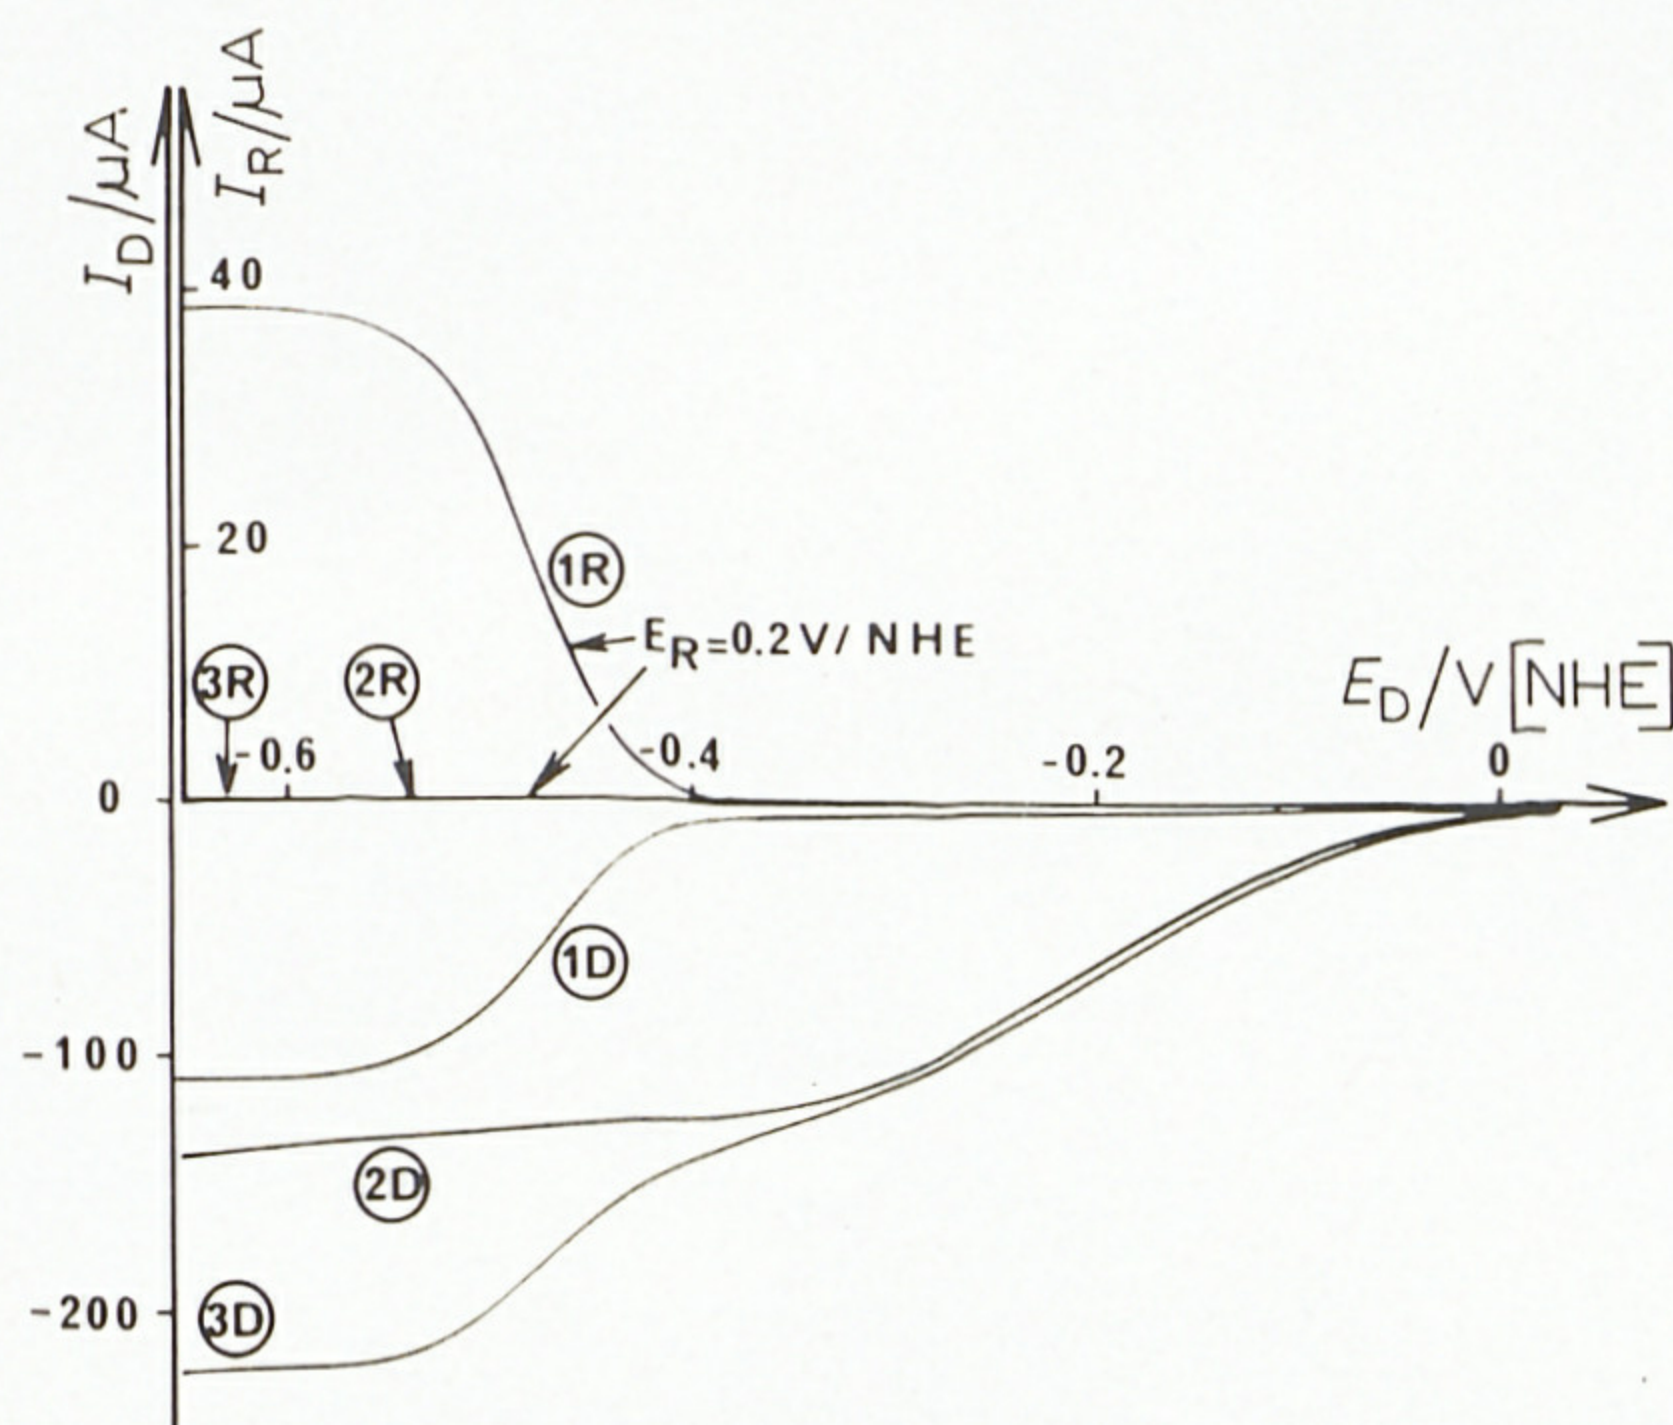 I_D/μA
I_R/μA
40
20
1R
E_R=0.2V/NHE
3R
2R
E_D/V[NHE]
-0.6
-0.4
-0.2
0
0
1D
-100
2D
-200
3D